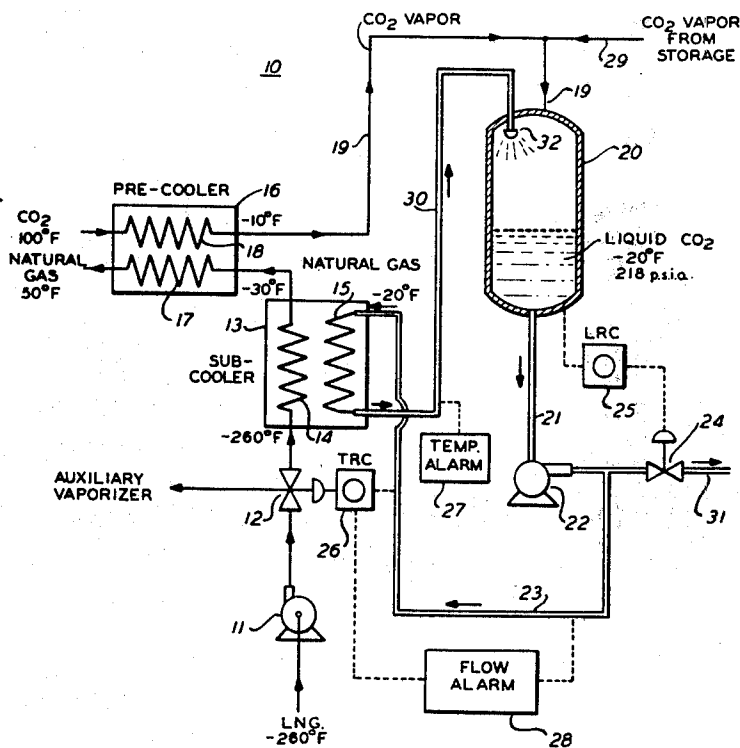 CO2 VAPOR
CO2 VAPOR
FROM
STORAGE
29
10
19
19
32
20
PRE-COOLER
16
30
CO2
100°F
-10°F
18
LIQUID CO2
-20°F
218 p.s.i.a.
NATURAL
GAS
50°F
17
-30°F
NATURAL GAS
15
-20°F
13
SUB-
COOLER
14
-260°F
LRC
25
21
24
TEMP.
ALARM
27
AUXILIARY
VAPORIZER
12
TRC
26
22
31
23
11
FLOW
ALARM
28
LNG.
-260°F